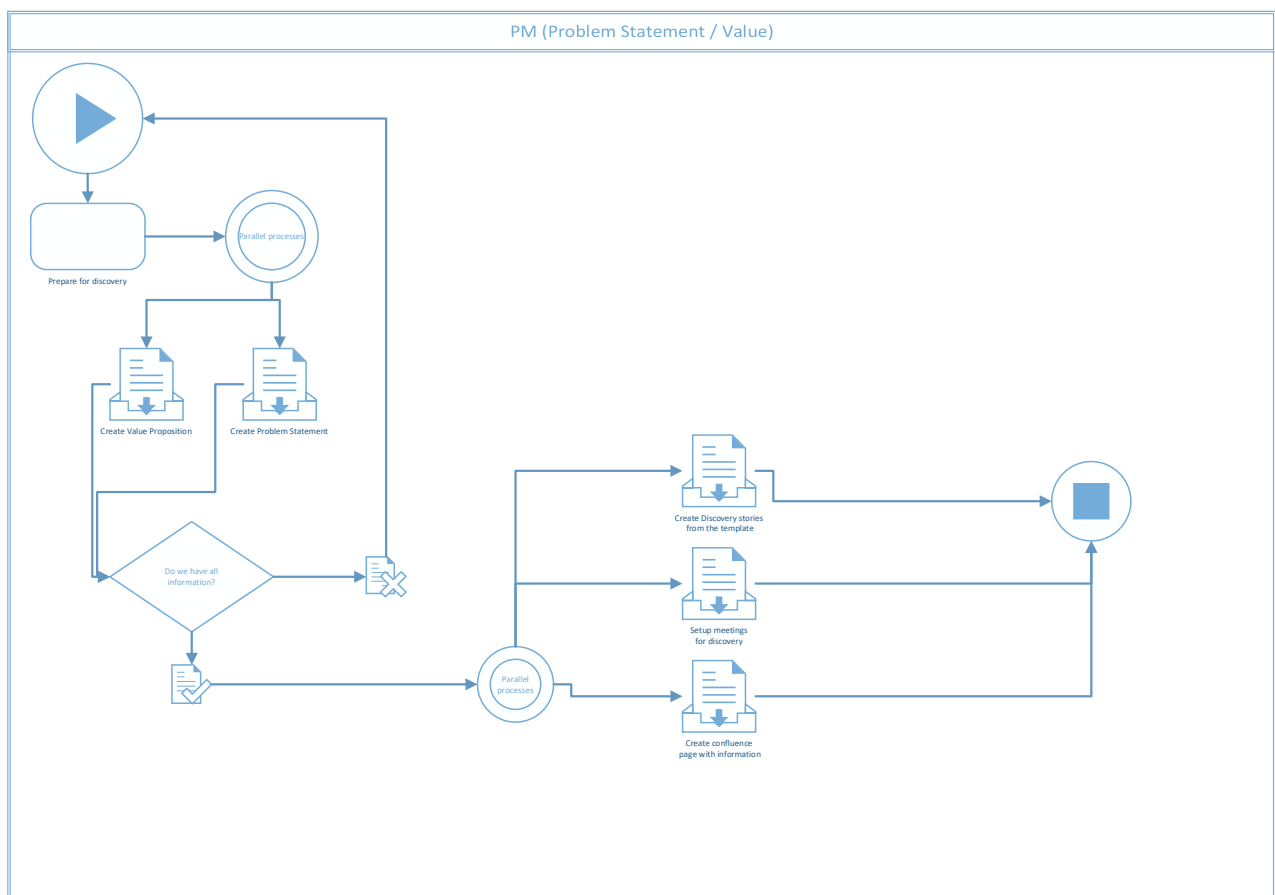 PM (Problem Statement / Value)
Parallel processes
Prepare for discovery
Create Value Proposition
Create Problem Statement
Do we have all
information?
Create Discovery stories
from the template
Setup meetings
for discovery
Parallel
processes
Create confluence
page with information